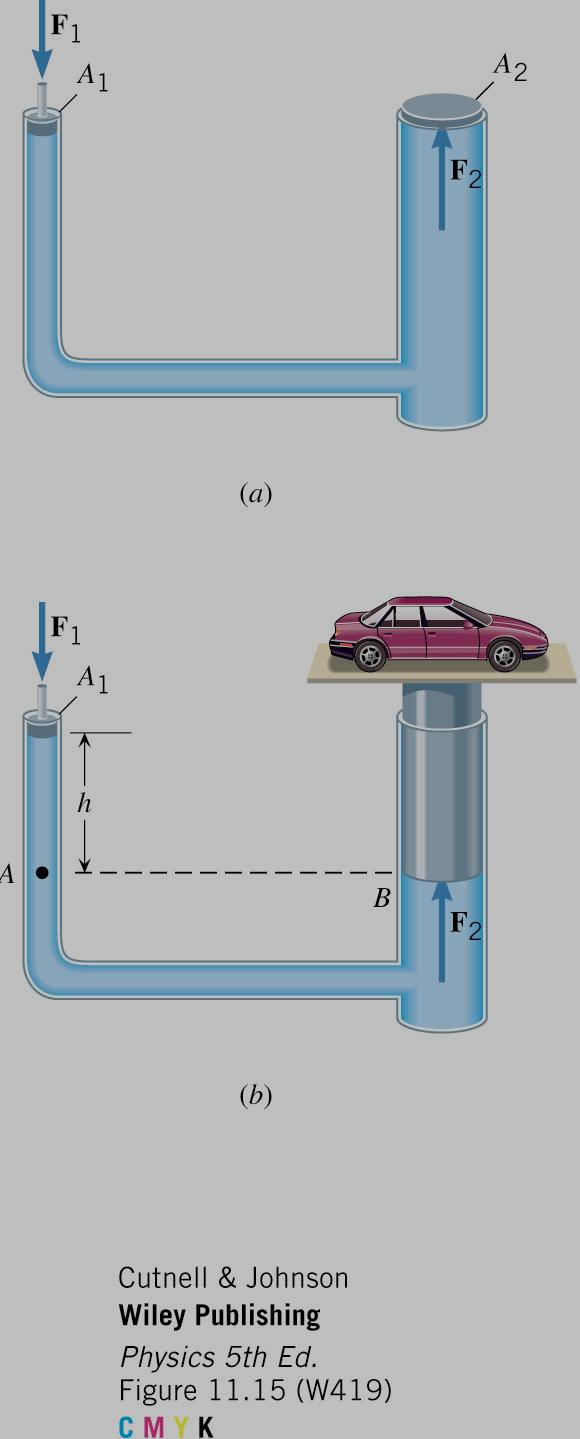 F1
A1
A2
F2
(a)
F1
A1
h
A
B
F2
(b)
Cutnell & Johnson
Wiley Publishing
Physics 5th Ed.
Figure 11.15 (W419)
C M Y K